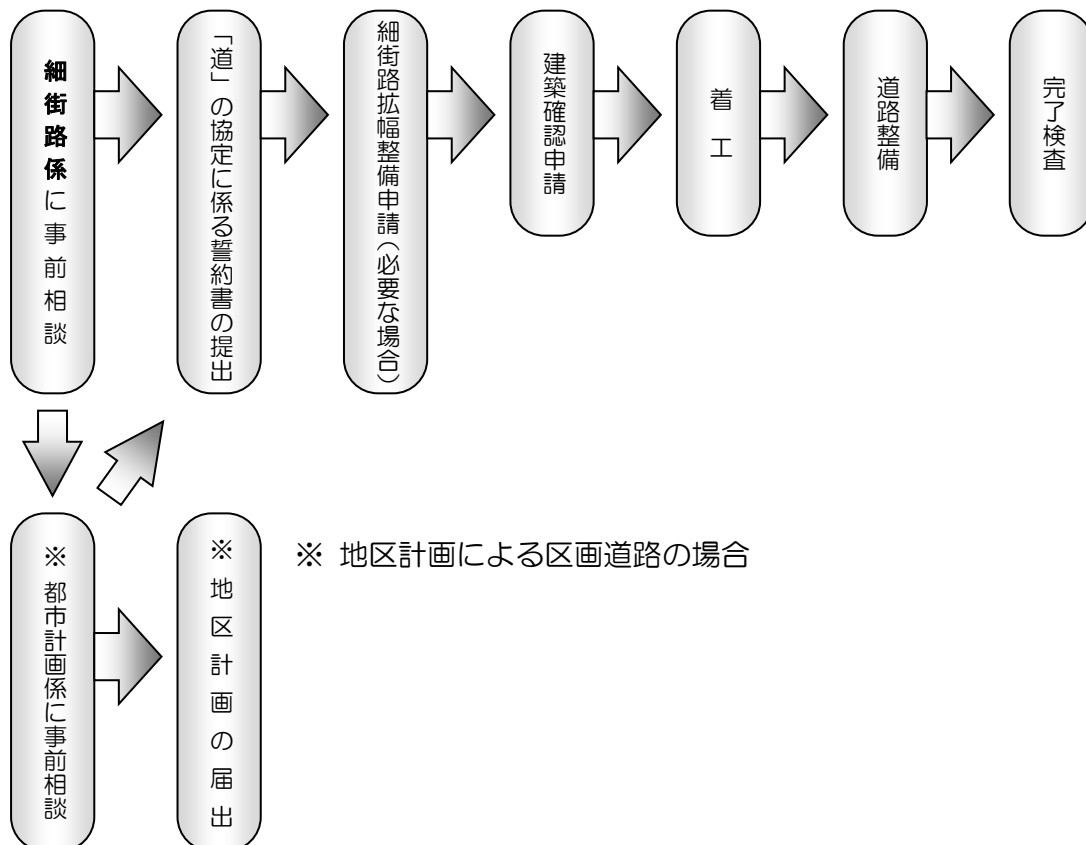 細街路係に事前相談
「道」の協定に係る誓約書の提出
細街路拡幅整備申請（必要な場合）
建築確認申請
着工
道路整備
完了検査
※都市計画係に事前相談
※地区計画の届出
※ 地区計画による区画道路の場合